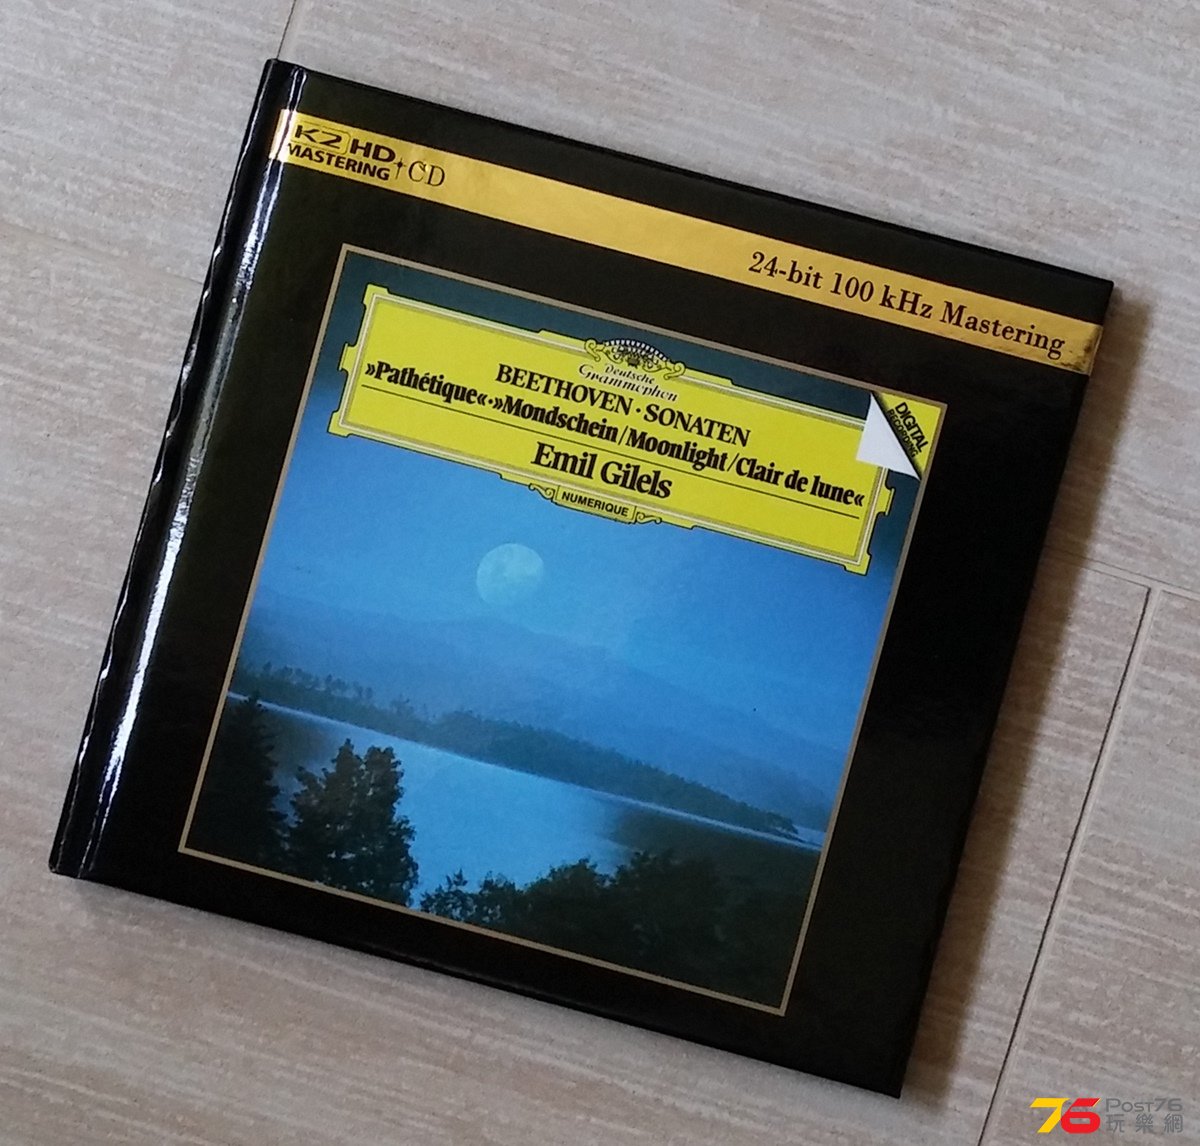 K2 HD
MASTERING
+CD
24-bit 100 kHz Mastering
Deutsche
Grammophon
BEETHOVEN · SONATEN
»Pathétique«·»Mondschein/Moonlight/Clair de lune«
Emil Gilels
NUMERIQUE
DIGITAL
RECORDING
76 POST76
玩樂網